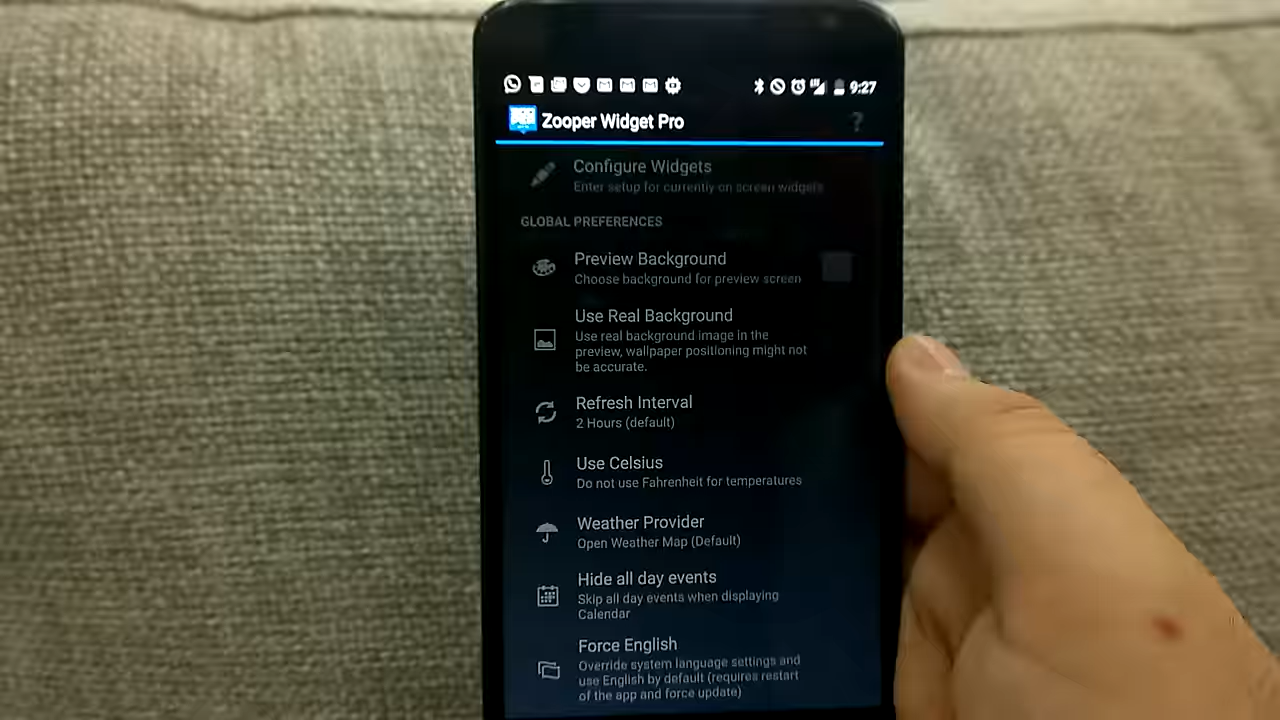 9:27
Zooper Widget Pro
?
Configure Widgets
Enter setup for currently on screen widgets
GLOBAL PREFERENCES
Preview Background
Choose background for preview screen
Use Real Background
Use real background image in the
preview, wallpaper positioning might not
be accurate.
Refresh Interval
2 Hours (default)
Use Celsius
Do not use Fahrenheit for temperatures
Weather Provider
Open Weather Map (Default)
Hide all day events
Skip all day events when displaying
Calendar
Force English
Override system language settings and
use English by default (requires restart
of the app and force update)